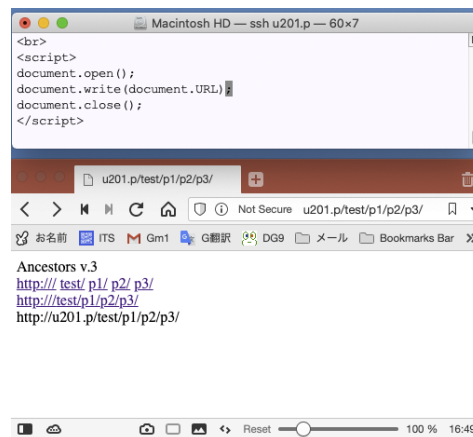 Macintosh HD — ssh u201.p — 60×7
<br>
<script>
document.open();
document.write(document.URL);
document.close();
</script>
u201.p/test/p1/p2/p3/
Not Secure u201.p/test/p1/p2/p3/
お名前 ITS Gm1 G翻訳 DG9 メール Bookmarks Bar
Ancestors v.3
http:/// test/ p1/ p2/ p3/
http:///test/p1/p2/p3/
http://u201.p/test/p1/p2/p3/
Reset 100 % 16:49